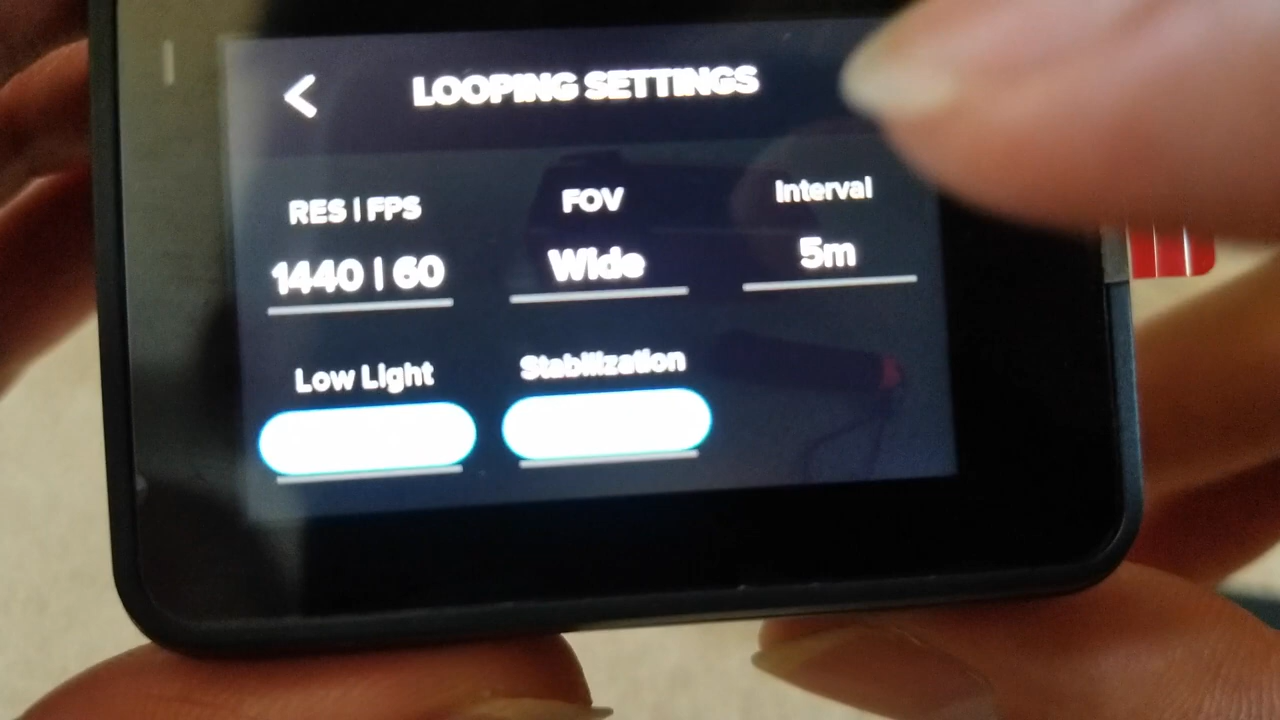 LOOPING SETTINGS
RES | FPS
FOV
Interval
1440 | 60
Wide
5m
Low Light
Stabilization